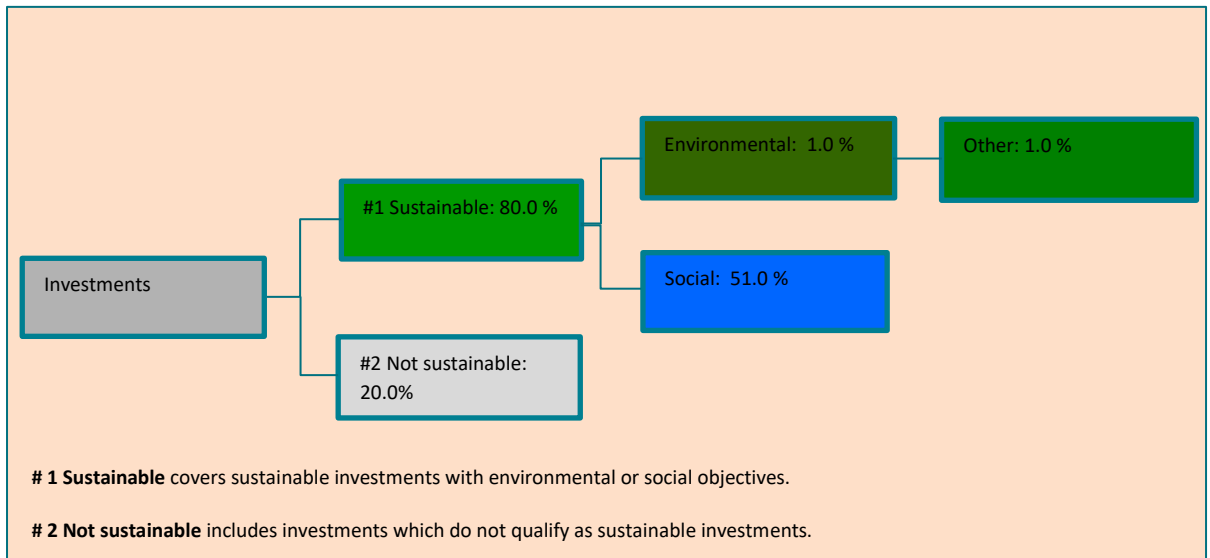 Environmental: 1.0 %
Other: 1.0 %
#1 Sustainable: 80.0 %
Social: 51.0 %
Investments
#2 Not sustainable:
20.0%
# 1 Sustainable covers sustainable investments with environmental or social objectives.
# 2 Not sustainable includes investments which do not qualify as sustainable investments.